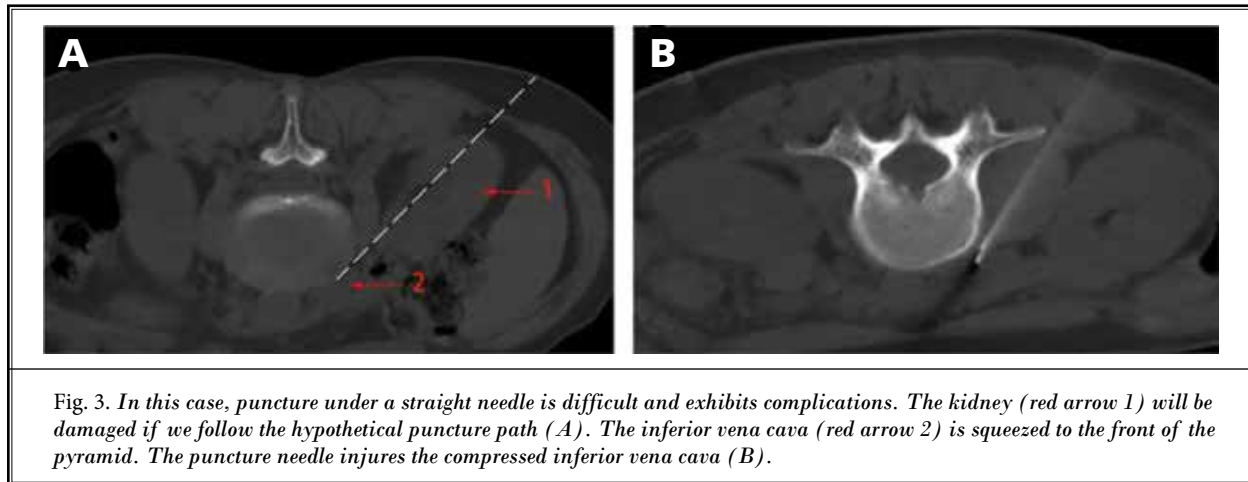 A
B
1
2
Fig. 3. In this case, puncture under a straight needle is difficult and exhibits complications. The kidney (red arrow 1) will be
damaged if we follow the hypothetical puncture path (A). The inferior vena cava (red arrow 2) is squeezed to the front of the
pyramid. The puncture needle injures the compressed inferior vena cava (B).